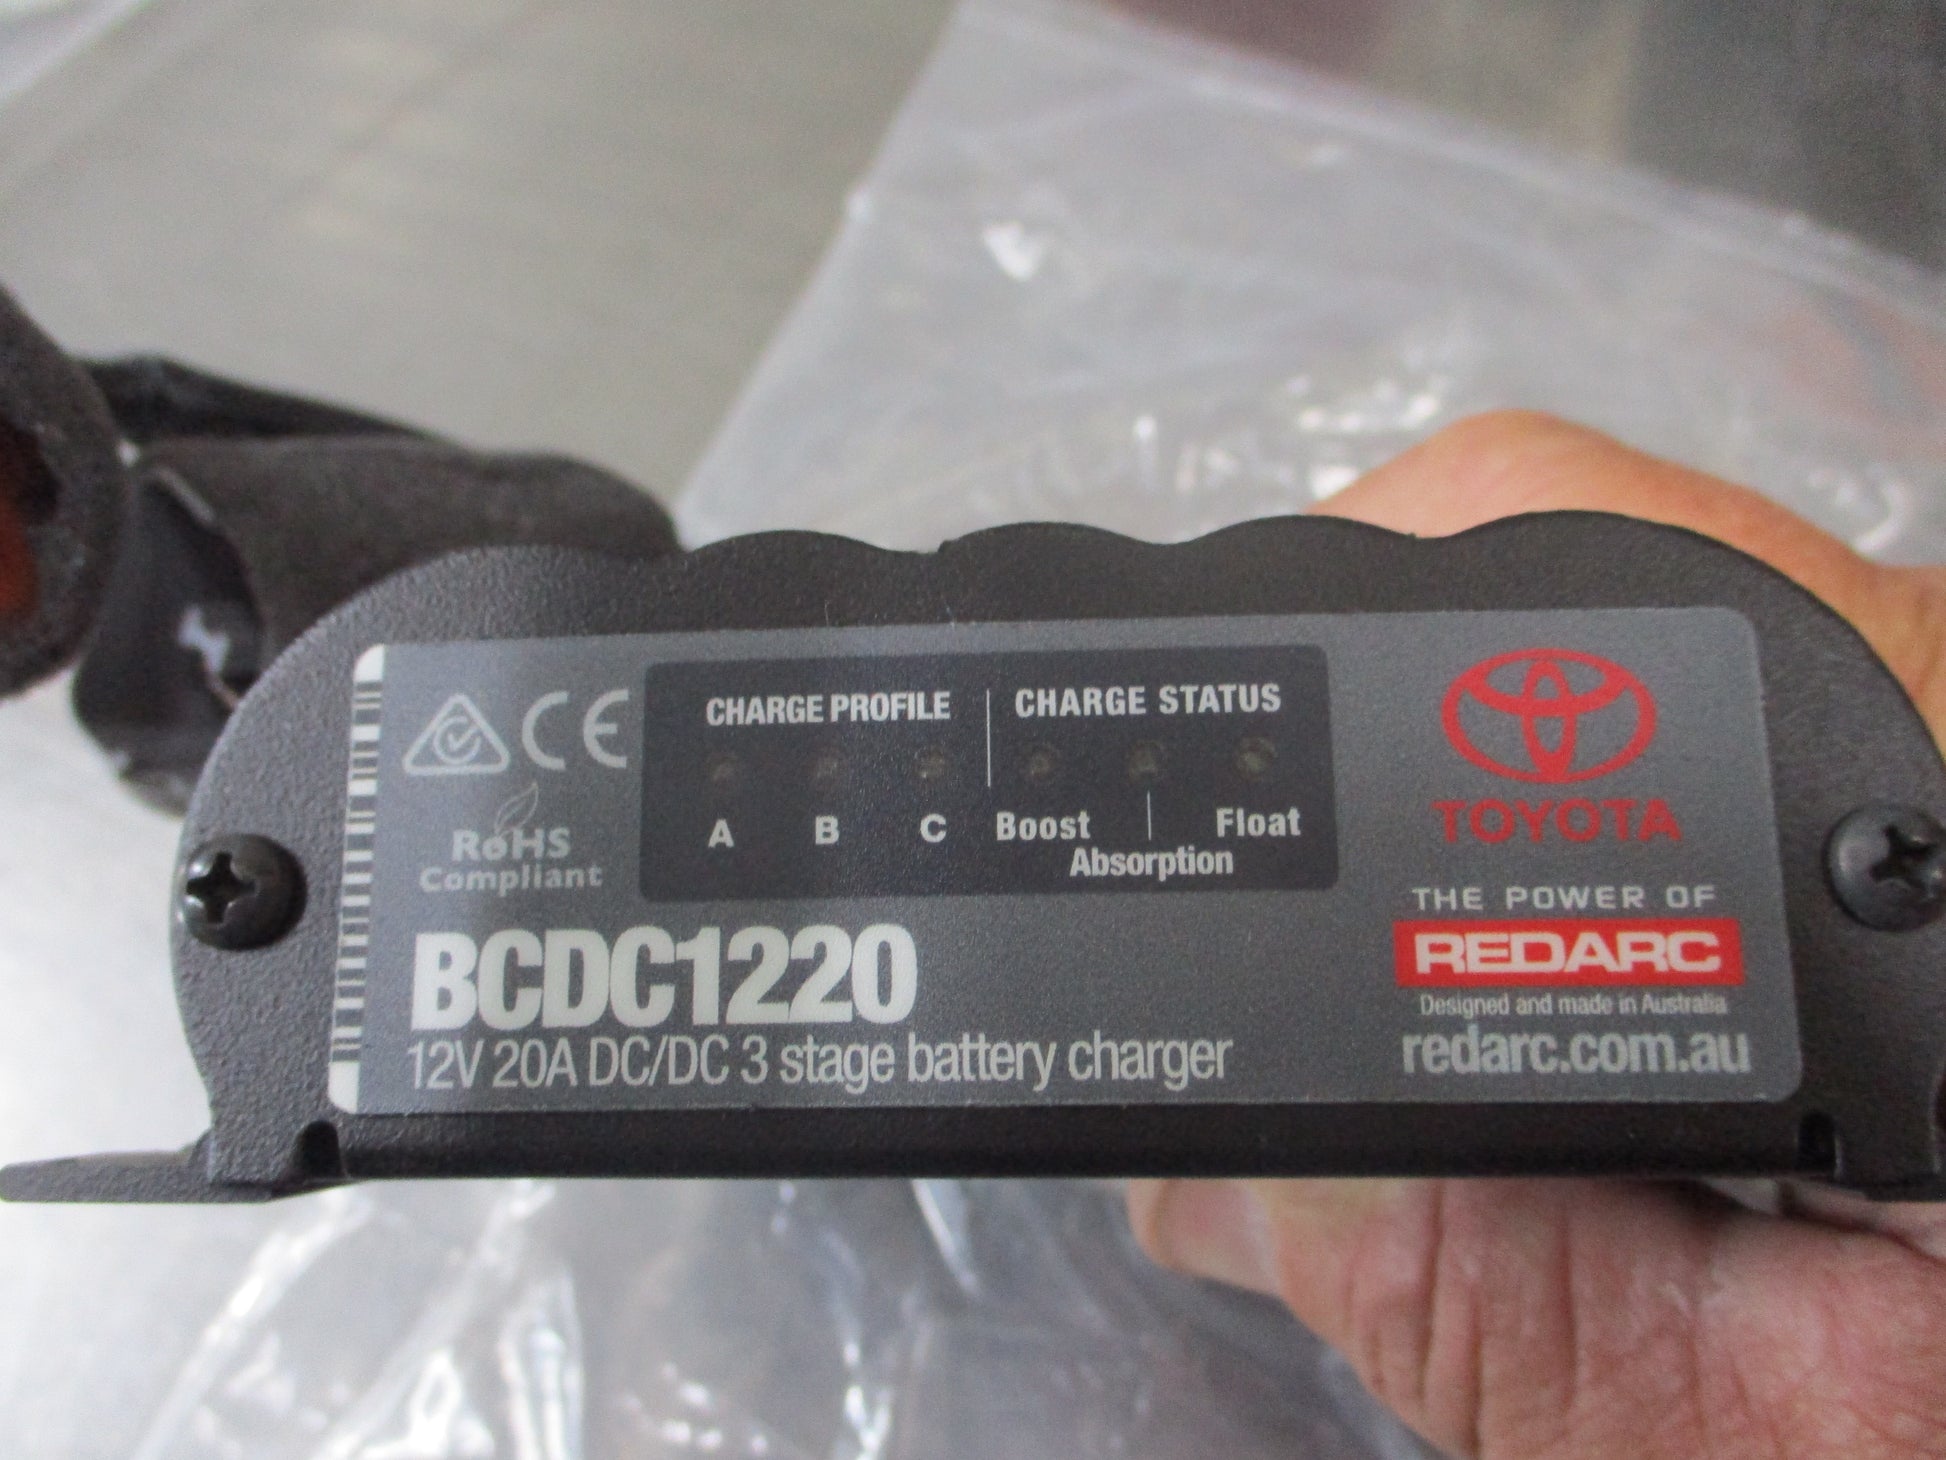 CE
RoHS
Compliant
CHARGE PROFILE
A B C
CHARGE STATUS
Boost Float
Absorption
BCDC1220
12V 20A DC/DC 3 stage battery charger
TOYOTA
THE POWER OF
REDARC
Designed and made in Australia
redarc.com.au